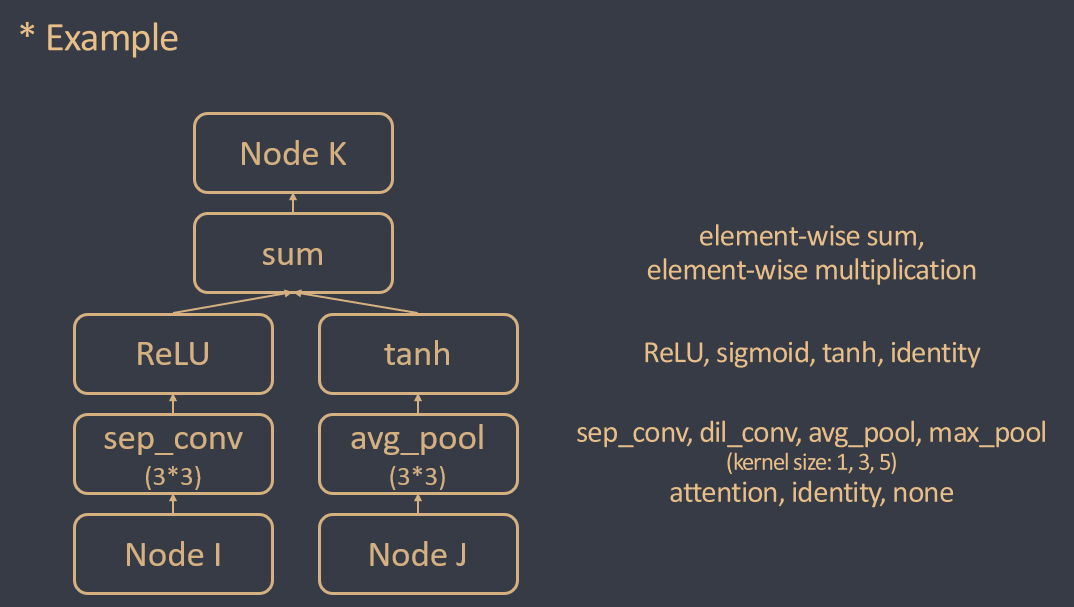 * Example
Node K
sum
element-wise sum,
element-wise multiplication
ReLU
tanh
ReLU, sigmoid, tanh, identity
sep_conv
(3*3)
avg_pool
(3*3)
sep_conv, dil_conv, avg_pool, max_pool
(kernel size: 1, 3, 5)
attention, identity, none
Node I
Node J